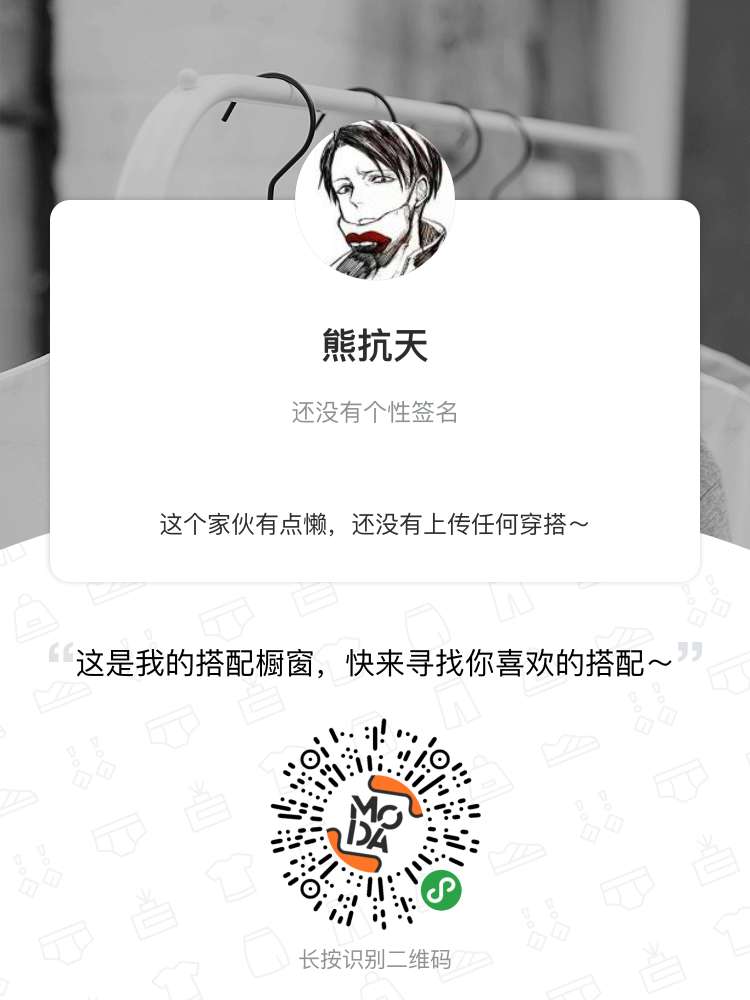 熊抗天
还没有个性签名
这个家伙有点懒，还没有上传任何穿搭～
“这是我的搭配橱窗，快来寻找你喜欢的搭配～”
MODA
长按识别二维码